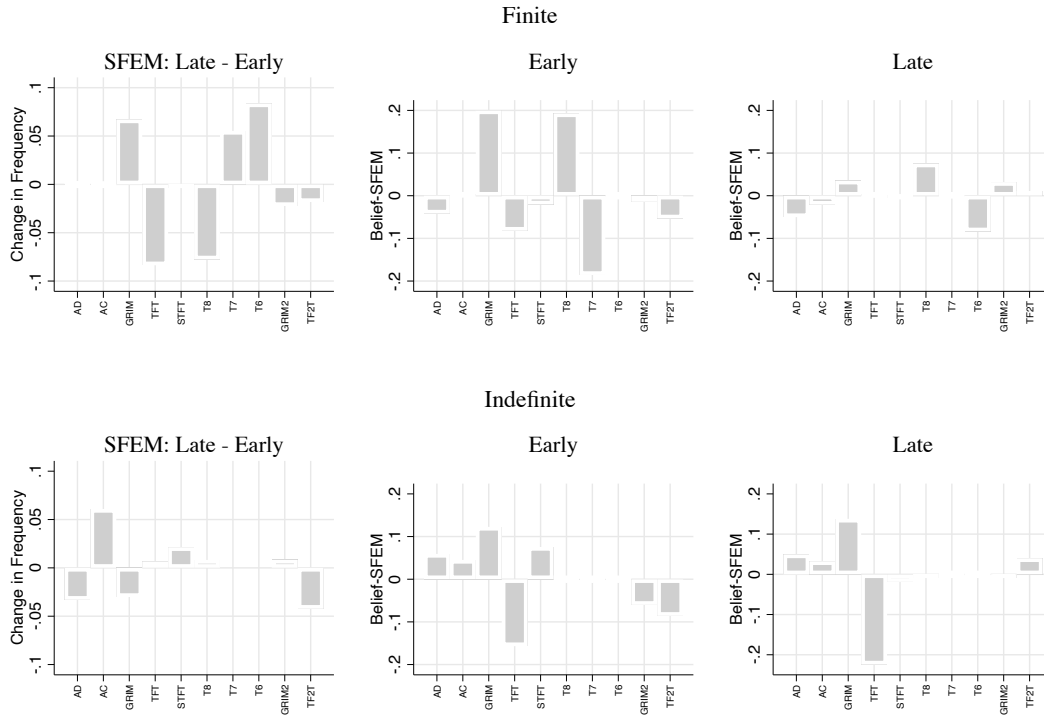 Finite
SFEM: Late - Early
Early
Late
Change in Frequency
.1
.05
0
-.05
-.1
AD
AC
GRIM
TFT
STFT
T8
T7
T6
GRIM2
TF2T
Belief-SFEM
.2
.1
0
-.1
-.2
AD
AC
GRIM
TFT
STFT
T8
T7
T6
GRIM2
TF2T
Belief-SFEM
.2
.1
0
-.1
-.2
AD
AC
GRIM
TFT
STFT
T8
T7
T6
GRIM2
TF2T
Indefinite
SFEM: Late - Early
Early
Late
Change in Frequency
.1
.05
0
-.05
-.1
AD
AC
GRIM
TFT
STFT
T8
T7
T6
GRIM2
TF2T
Belief-SFEM
.2
.1
0
-.1
-.2
AD
AC
GRIM
TFT
STFT
T8
T7
T6
GRIM2
TF2T
Belief-SFEM
.2
.1
0
-.1
-.2
AD
AC
GRIM
TFT
STFT
T8
T7
T6
GRIM2
TF2T